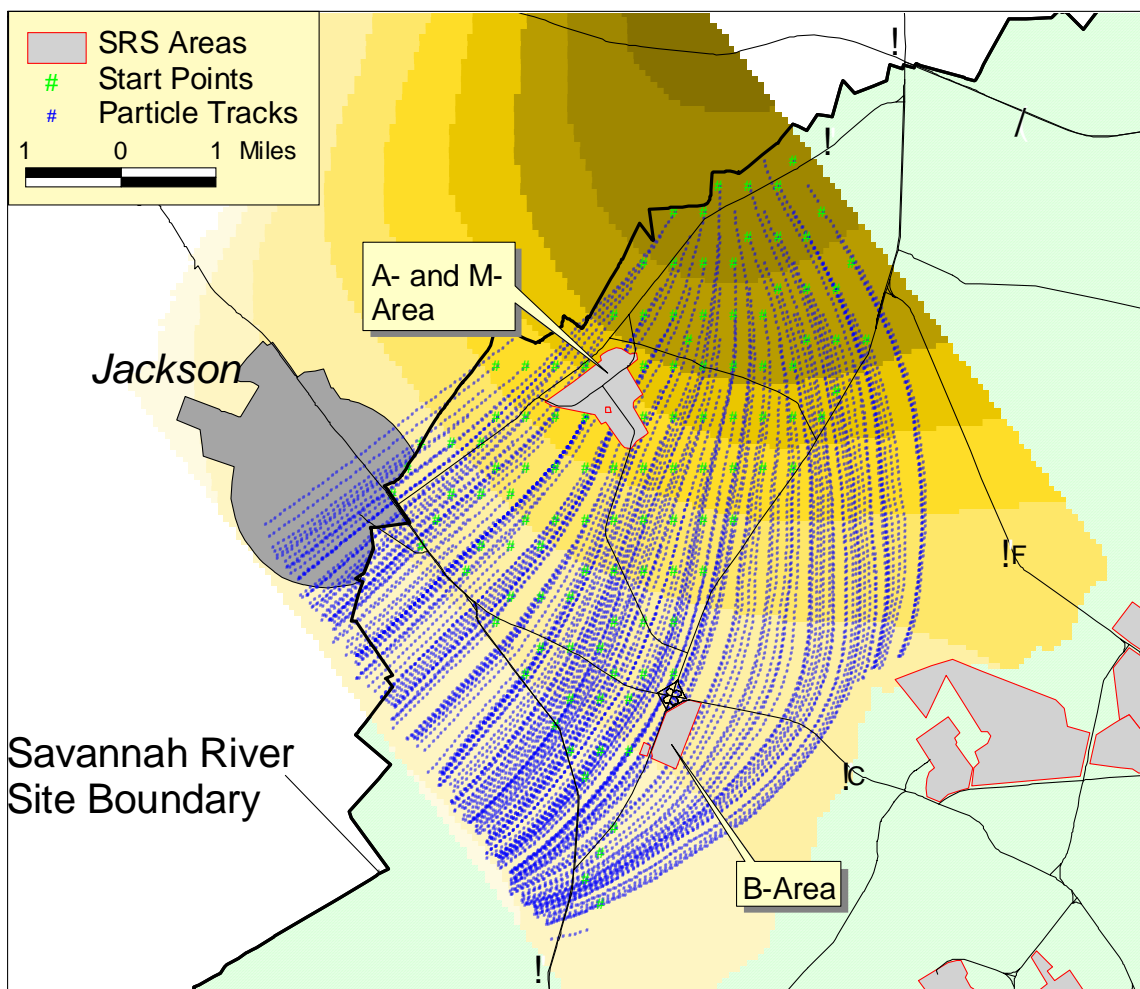 SRS Areas
# Start Points
# Particle Tracks
1 0 1 Miles
!
!
A- and M-
Area
Jackson
!F
Savannah River
Site Boundary
!C
B-Area
!